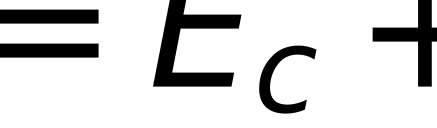 = E_C +